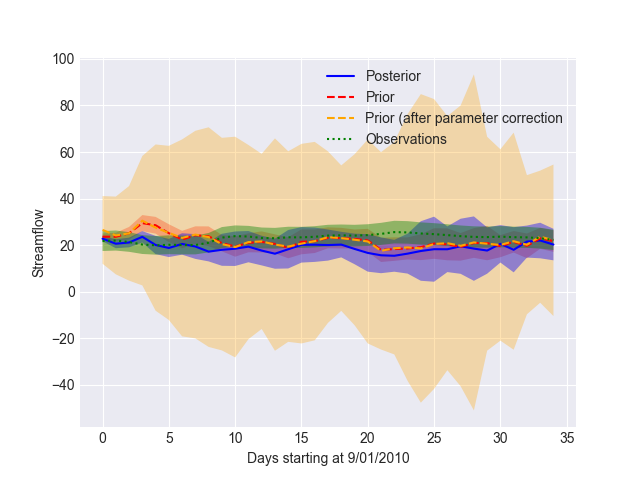 100
80
60
40
20
0
−20
−40
Streamflow
Posterior
Prior
Prior (after parameter correction
Observations
0 5 10 15 20 25 30 35
Days starting at 9/01/2010